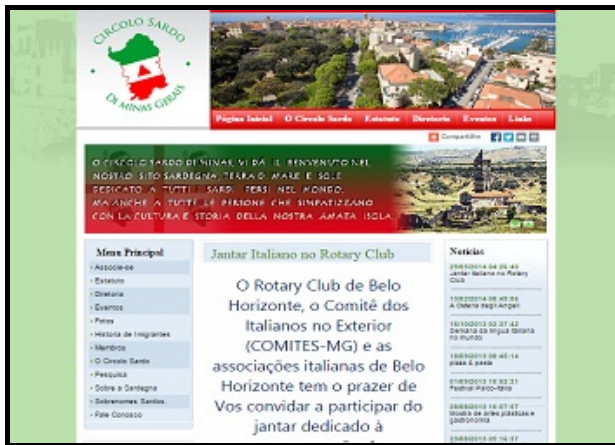 CIRCOLO SARDO
DI MINAS GERAIS
Página Inicial O Circolo Sardo Estatuto Diretoria Eventos Links
Compartilhe
O CIRCOLO SARDO DI MINAS, VI DÀ IL BENVENUTO NEL
NOSTRO SITO SARDEGNA, TERRA D MARE E SOLE
DEDICATO A TUTTI I SARDI PERSI NEL MONDO,
MA ANCHE A TUTTE LE PERSONE CHE SIMPATIZZANO
CON LA CULTURA E STORIA DELLA NOSTRA AMATA ISOLA.
Menu Principal
Associe-se
Estatuto
Diretoria
Eventos
Fotos
Historia de Imigrantes
Membros
O Circolo Sardo
Pesquisa
Sobre a Sardegna
Sobrenomes Sardos
Fale Conosco
Jantar Italiano no Rotary Club
O Rotary Club de Belo
Horizonte, o Comitê dos
Italianos no Exterior
(COMITES-MG) e as
associações italianas de Belo
Horizonte tem o prazer de
Vos convidar a participar do
jantar dedicado à
Notícias
Jantar Italiano no Rotary
Club
A Osteria degli Angeli
Semana da língua italiana
no mundo
pizza & pasta
Festival Palco-Italia
Mostra de artes plásticas e
gastronomia